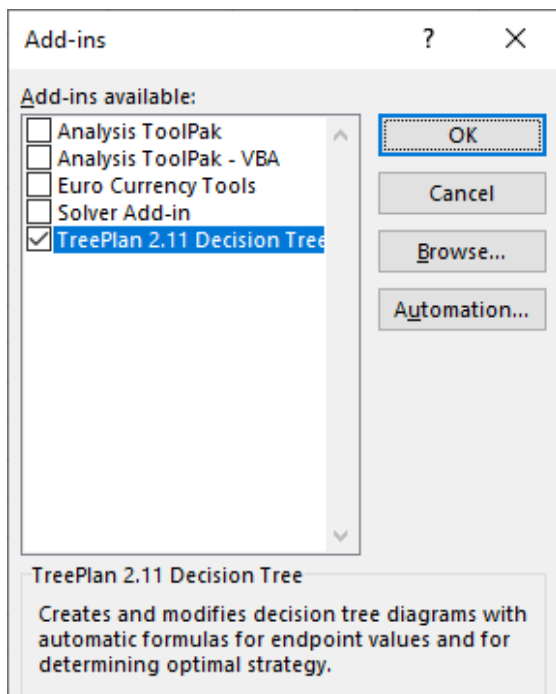 Add-ins
?
Add-ins available:
Analysis ToolPak
Analysis ToolPak - VBA
Euro Currency Tools
Solver Add-in
TreePlan 2.11 Decision Tree
OK
Cancel
Browse...
Automation...
TreePlan 2.11 Decision Tree
Creates and modifies decision tree diagrams with
automatic formulas for endpoint values and for
determining optimal strategy.